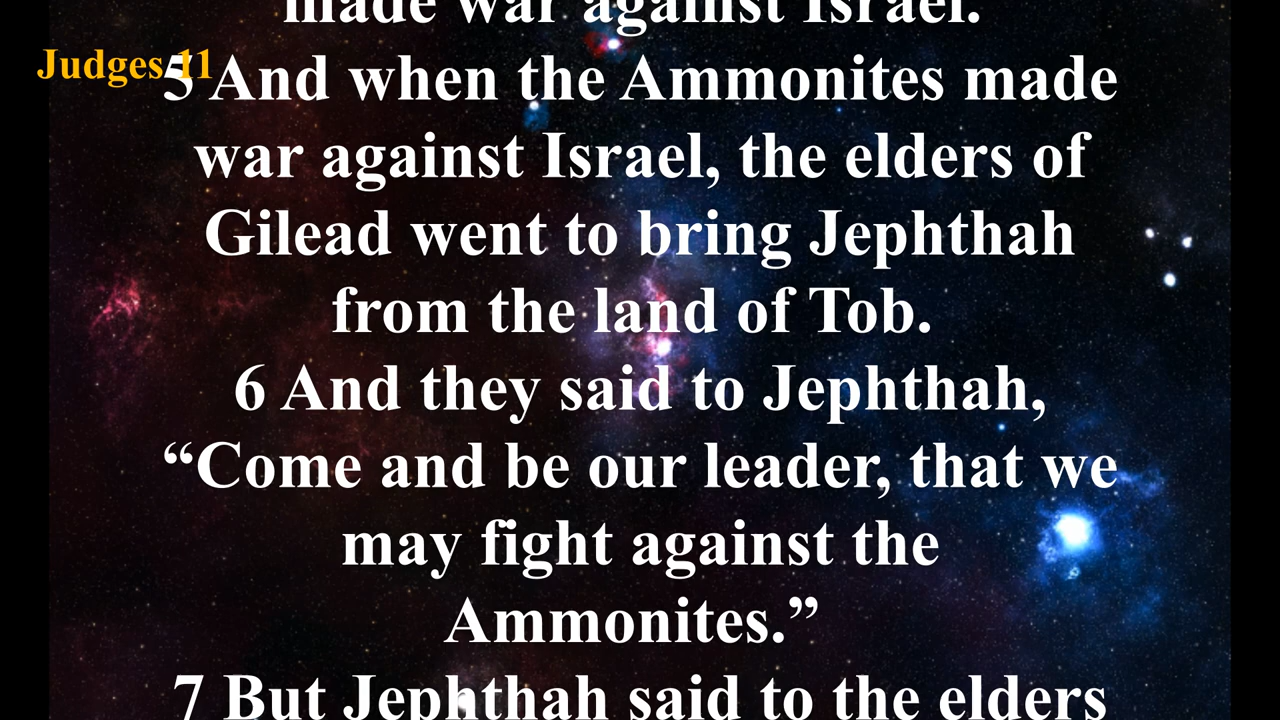 made war against Israel.
Judges 11
5 And when the Ammonites made
war against Israel, the elders of
Gilead went to bring Jephthah
from the land of Tob.
6 And they said to Jephthah,
“Come and be our leader, that we
may fight against the
Ammonites.”
7 But Jephthah said to the elders